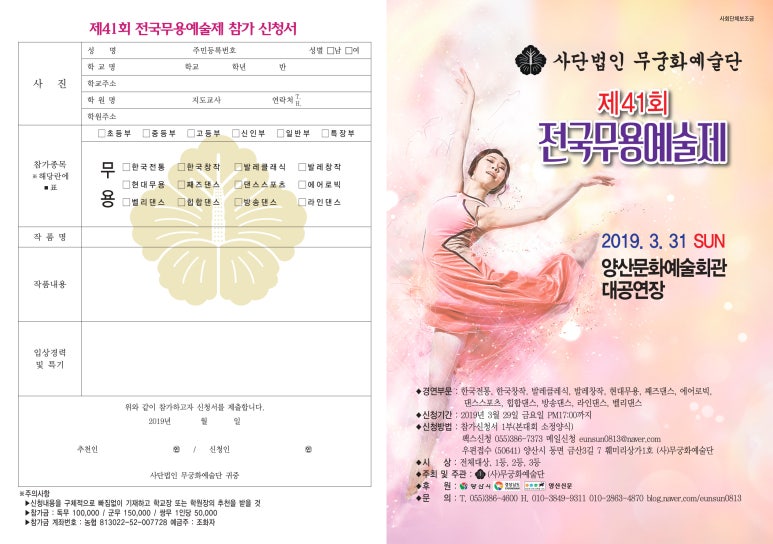 제41회 전국무용예술제 참가 신청서
사 진
성 명 주민등록번호 성별 □남 □여
학 교 명 학교 학년 반
학교주소
학 원 명 지도교사 연락처 T. H.
학원주소
참가종목
※해당란에
■표
□초등부 □중등부 □고등부 □신인부 □일반부 □특장부
무용
□한국전통 □한국창작 □발레클래식 □발레창작
□현대무용 □째즈댄스 □댄스스포츠 □에어로빅
□벨리댄스 □힙합댄스 □방송댄스 □라인댄스
작 품 명
작품내용
입상경력
및 특기
위와 같이 참가하고자 신청서를 제출합니다.
2019년 월 일
추천인 ㊞ / 신청인 ㊞
사단법인 무궁화예술단 귀중
※주의사항
▶신청내용을 구체적으로 빠짐없이 기재하고 학교장 또는 학원장의 추천을 받을 것
▶참가금 : 독무 100,000 / 군무 150,000 / 쌍무 1인당 50,000
▶참가금 계좌번호 : 농협 813022-52-007728 예금주 : 조화자
사회단체보조금
사단법인 무궁화예술단
제41회
전국무용예술제
2019. 3. 31 SUN
양산문화예술회관
대공연장
◆경연부문 : 한국전통, 한국창작, 발레클래식, 발레창작, 현대무용, 째즈댄스, 에어로빅,
댄스스포츠, 힙합댄스, 방송댄스, 라인댄스, 벨리댄스
◆신청기간 : 2019년 3월 29일 금요일 PM17:00까지
◆신청방법 : 참가신청서 1부(본대회 소정양식)
팩스신청 055)386-7373 메일신청 eunsun0813@naver.com
우편접수 (50641) 양산시 동면 금산3길 7 휄미리상가1호 (사)무궁화예술단
◆시 상 : 전체대상, 1등, 2등, 3등
◆주최 및 주관 : (사)무궁화예술단
◆후 원 : 양산시 경상남도 양산신문
◆문 의 : T. 055)386-4600 H. 010-3849-9311 010-2863-4870 blog.naver.com/eunsun0813